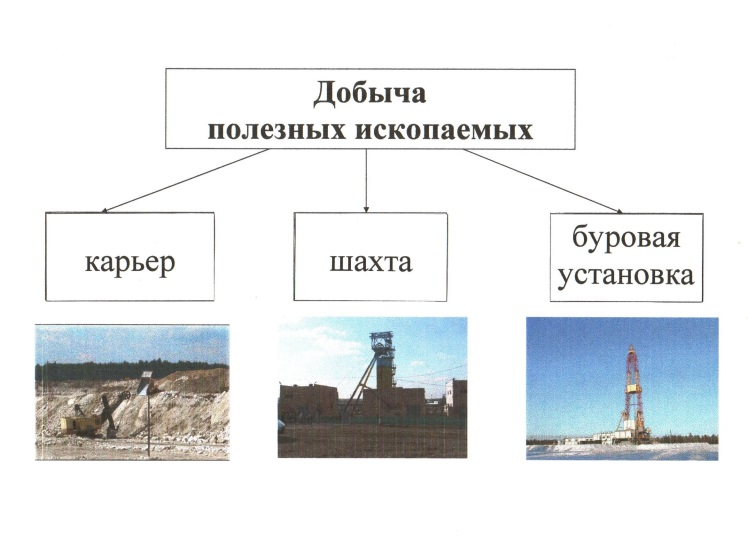 Добыча
полезных ископаемых
карьер
шахта
буровая
установка